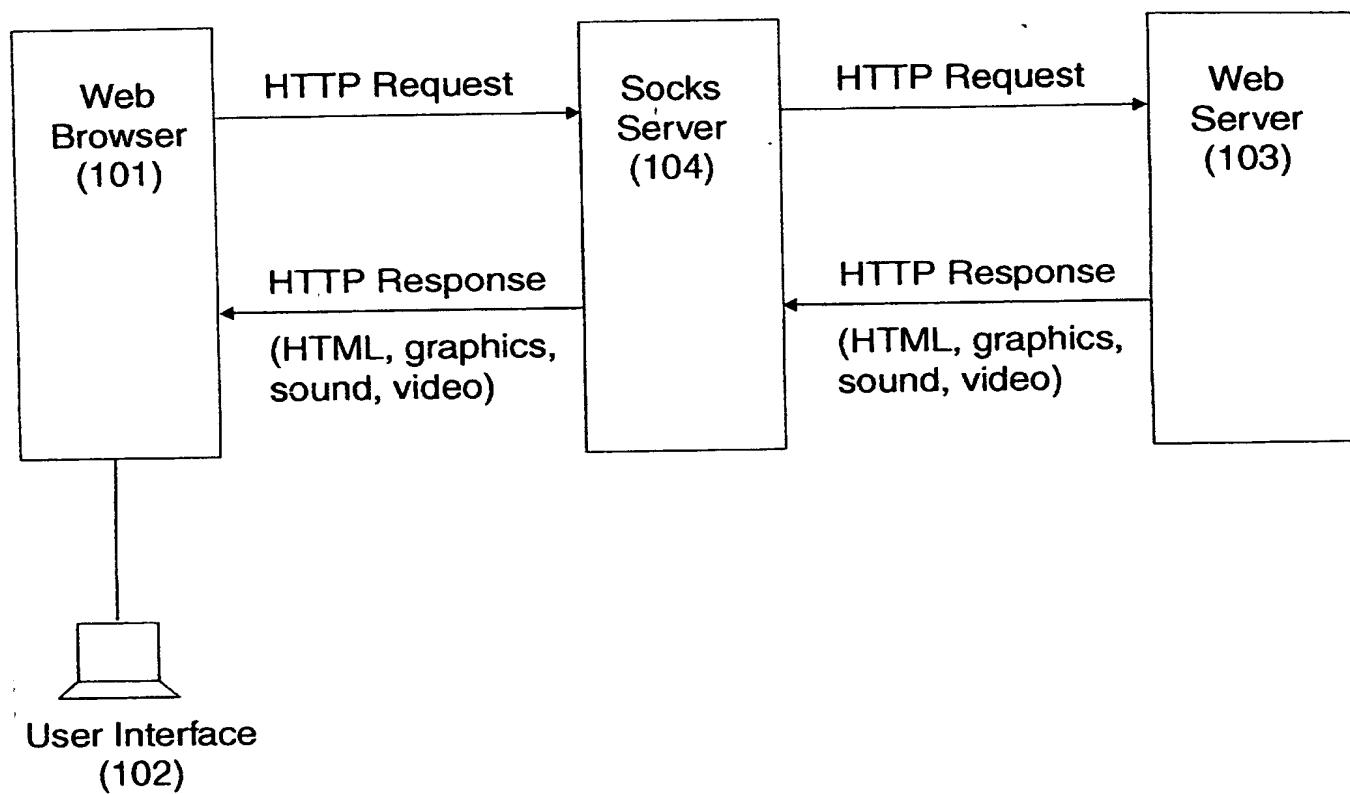 Web
Browser
(101)
HTTP Request
Socks
Server
(104)
HTTP Request
Web
Server
(103)
HTTP Response
(HTML, graphics,
sound, video)
HTTP Response
(HTML, graphics,
sound, video)
User Interface
(102)